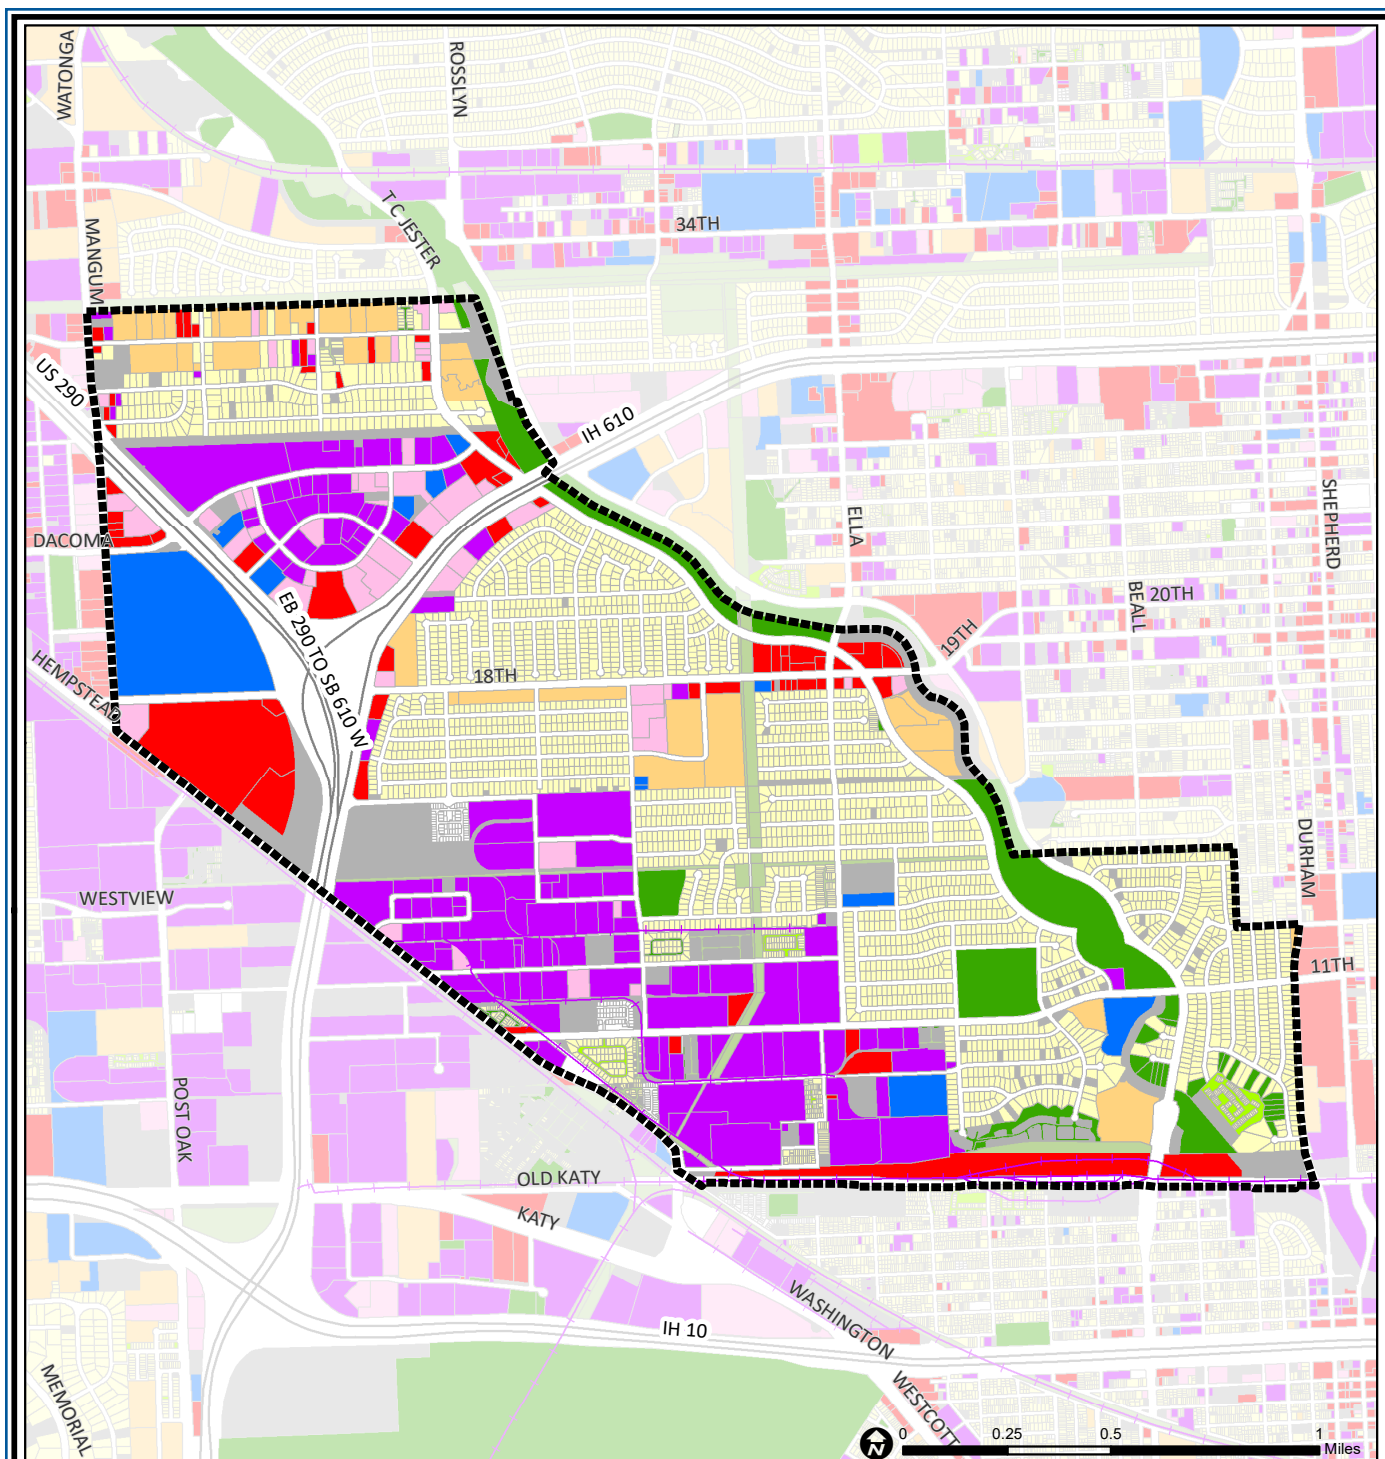 WATONGA
ROSSLYN
T C JESTER
34TH
MANGUM
US 290
IH 610
SHEPHERD
ELLA
DACOMA
BEALL
20TH
EB 290 TO SB 610 W
19TH
HEMPSTEAD
18TH
DURHAM
WESTVIEW
11TH
POST OAK
OLD KATY
KATY
WASHINGTON
IH 10
MEMORIAL
WESTCOTT
N
0 0.25 0.5 1
Miles